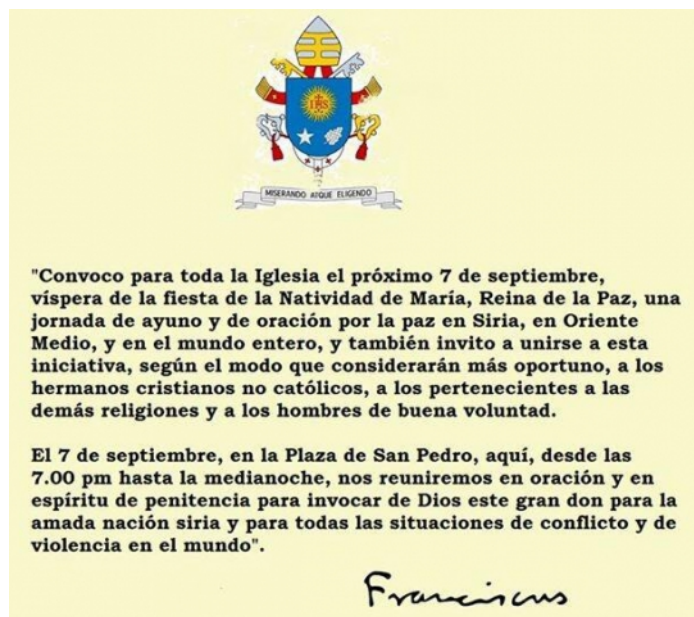 IHS
MISERANDO ATQUE ELIGENDO
"Convoco para toda la Iglesia el próximo 7 de septiembre,
víspera de la fiesta de la Natividad de María, Reina de la Paz, una
jornada de ayuno y de oración por la paz en Siria, en Oriente
Medio, y en el mundo entero, y también invito a unirse a esta
iniciativa, según el modo que considerarán más oportuno, a los
hermanos cristianos no católicos, a los pertenecientes a las
demás religiones y a los hombres de buena voluntad.
El 7 de septiembre, en la Plaza de San Pedro, aquí, desde las
7.00 pm hasta la medianoche, nos reuniremos en oración y en
espíritu de penitencia para invocar de Dios este gran don para la
amada nación siria y para todas las situaciones de conflicto y de
violencia en el mundo".
Franciscus